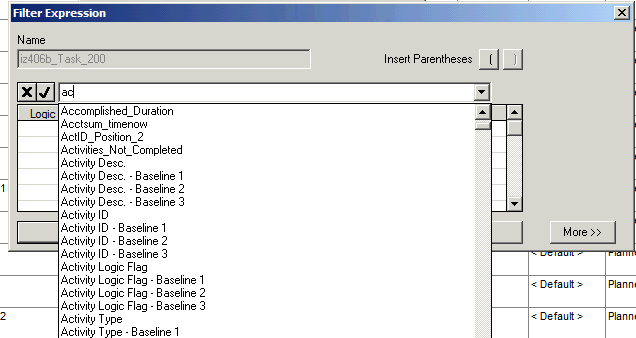 Filter Expression
Name
iz406b_Task_200
Insert Parentheses ( )
ac
Logic
Accomplished_Duration
Acctsum_timenow
ActID_Position_2
Activities_Not_Completed
Activity Desc.
Activity Desc. - Baseline 1
Activity Desc. - Baseline 2
Activity Desc. - Baseline 3
Activity ID
Activity ID - Baseline 1
Activity ID - Baseline 2
Activity ID - Baseline 3
Activity Logic Flag
Activity Logic Flag - Baseline 1
Activity Logic Flag - Baseline 2
Activity Logic Flag - Baseline 3
Activity Type
Activity Type - Baseline 1
More >>
1
< Default > Planne
< Default > Planne
2 < Default > Planne